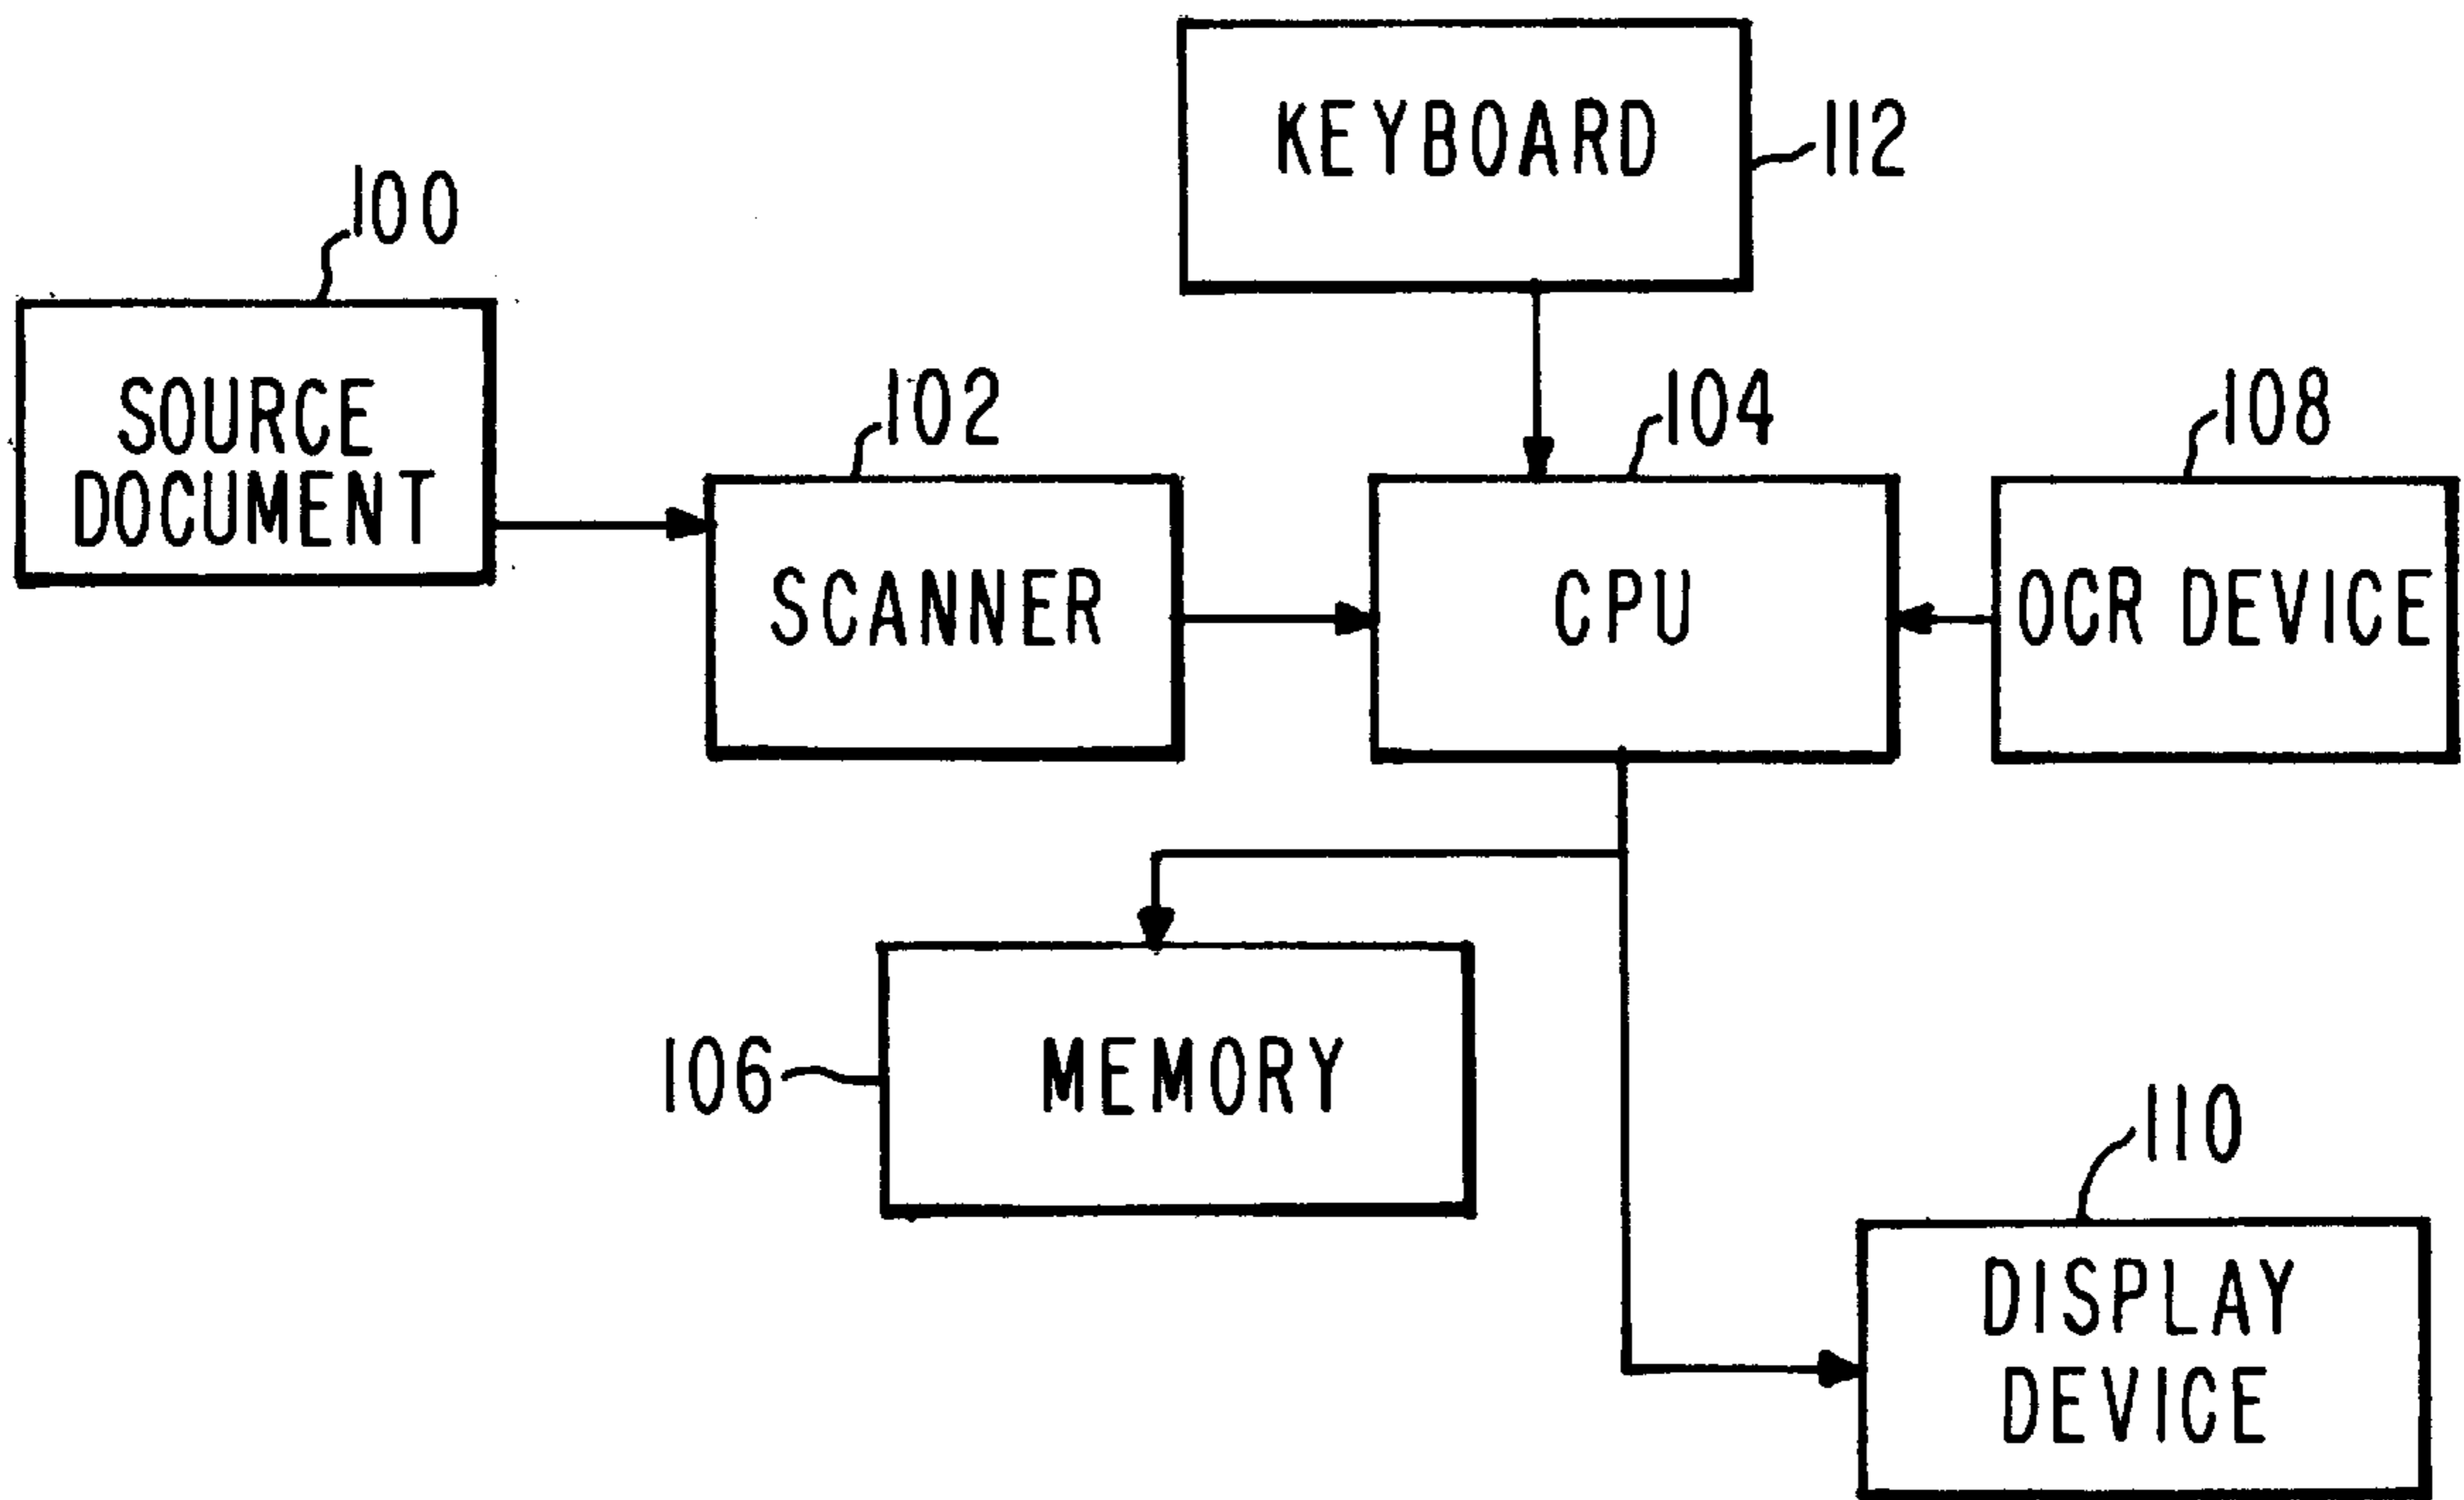 KEYBOARD
112
100
SOURCE
DOCUMENT
102
SCANNER
104
CPU
108
OCR DEVICE
106
MEMORY
110
DISPLAY
DEVICE